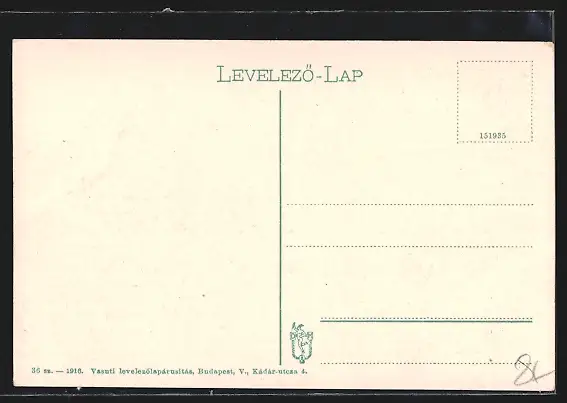 LEVELEZŐ-LAP
151935
36 sz. — 1916. Vasuti levelezőlapárusitás, Budapest, V., Kádár-utcza 4.